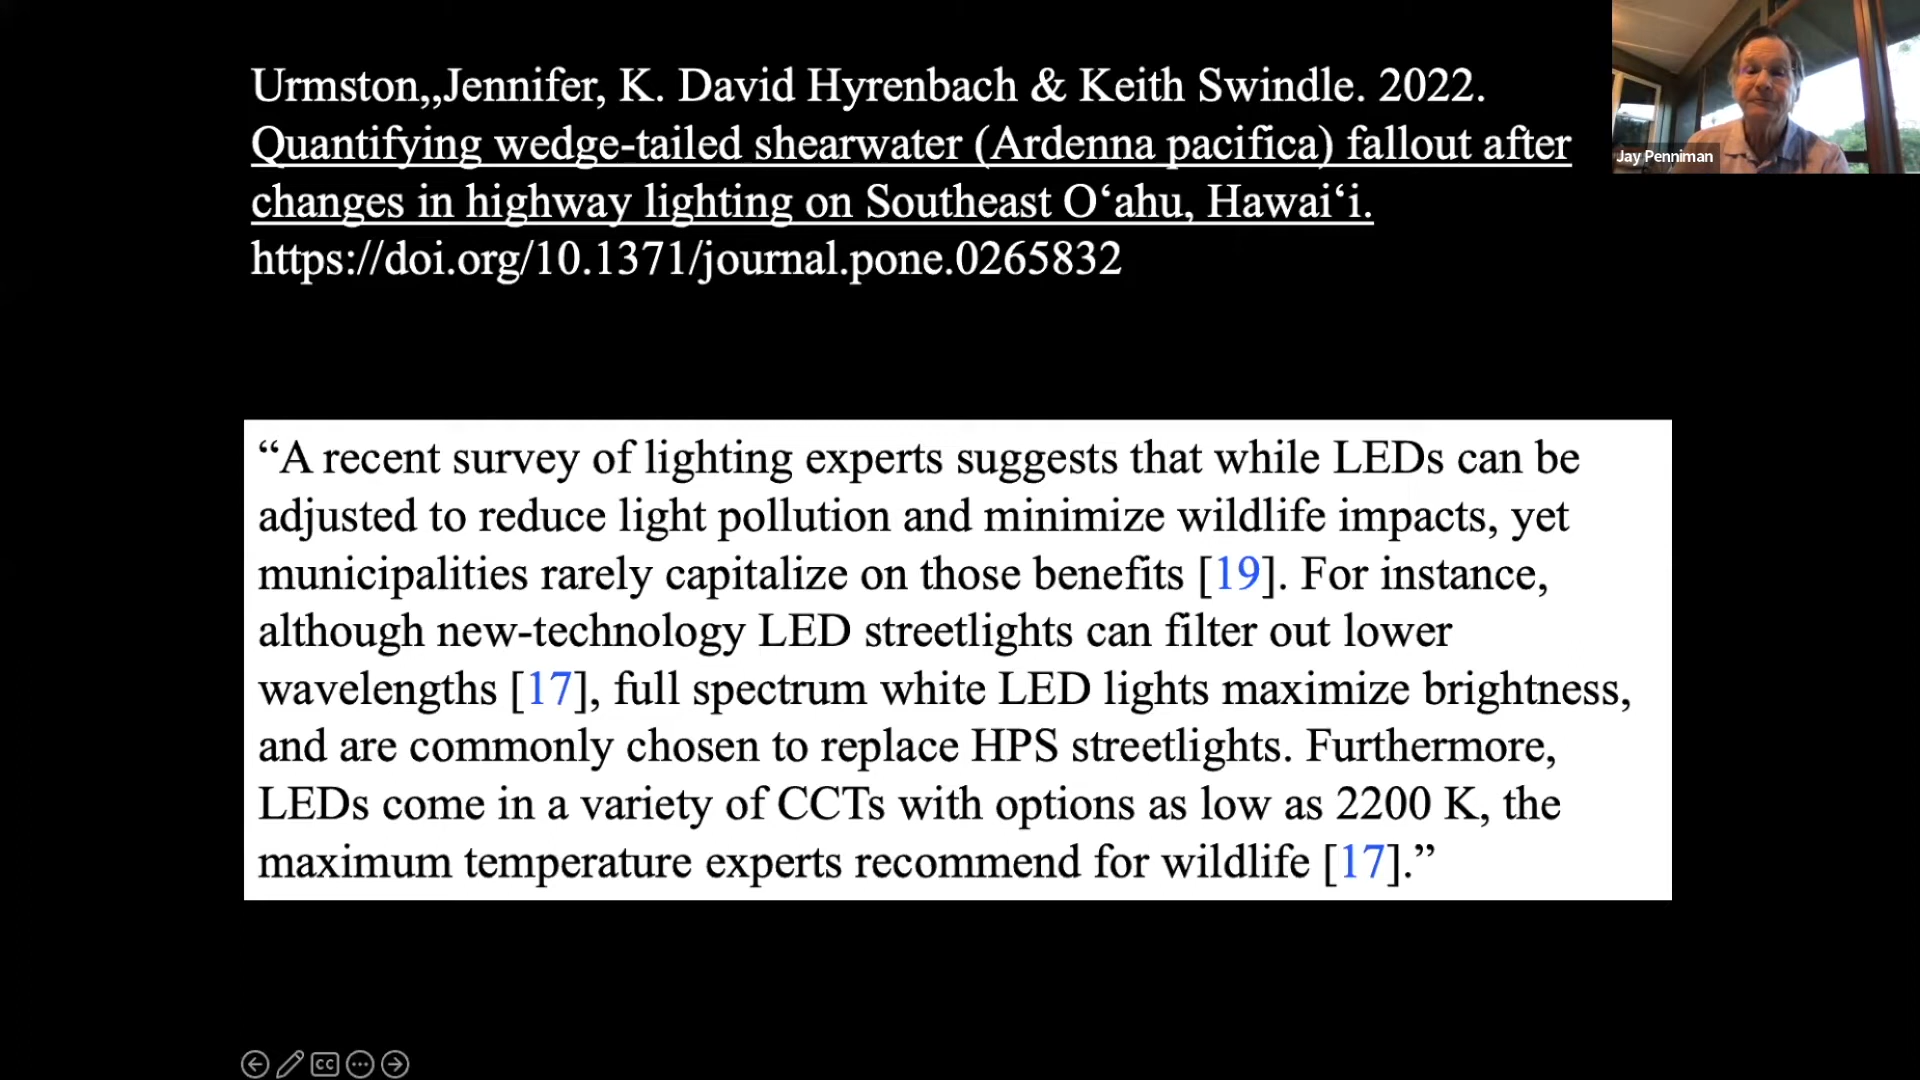 Urmston,,Jennifer, K. David Hyrenbach & Keith Swindle. 2022.
Quantifying wedge-tailed shearwater (Ardenna pacifica) fallout after
changes in highway lighting on Southeast Oʻahu, Hawaiʻi.
https://doi.org/10.1371/journal.pone.0265832
Jay Penniman
“A recent survey of lighting experts suggests that while LEDs can be
adjusted to reduce light pollution and minimize wildlife impacts, yet
municipalities rarely capitalize on those benefits [19]. For instance,
although new-technology LED streetlights can filter out lower
wavelengths [17], full spectrum white LED lights maximize brightness,
and are commonly chosen to replace HPS streetlights. Furthermore,
LEDs come in a variety of CCTs with options as low as 2200 K, the
maximum temperature experts recommend for wildlife [17].”
CC